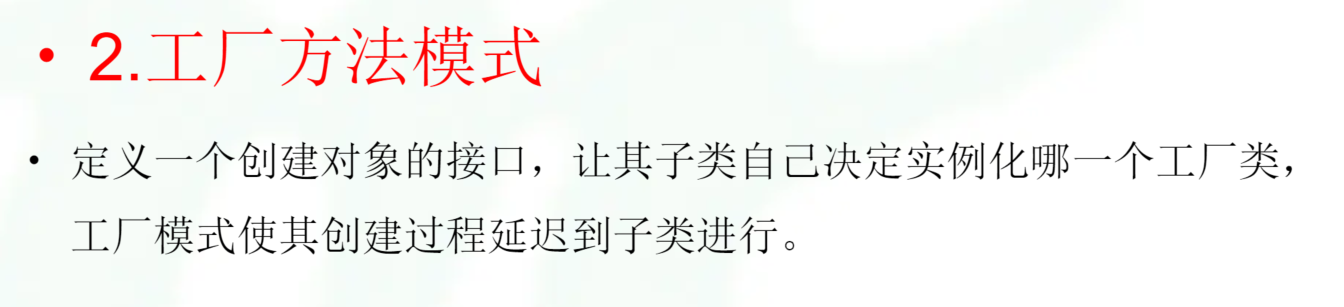 • 2.工厂方法模式
• 定义一个创建对象的接口，让其子类自己决定实例化哪一个工厂类，
工厂模式使其创建过程延迟到子类进行。